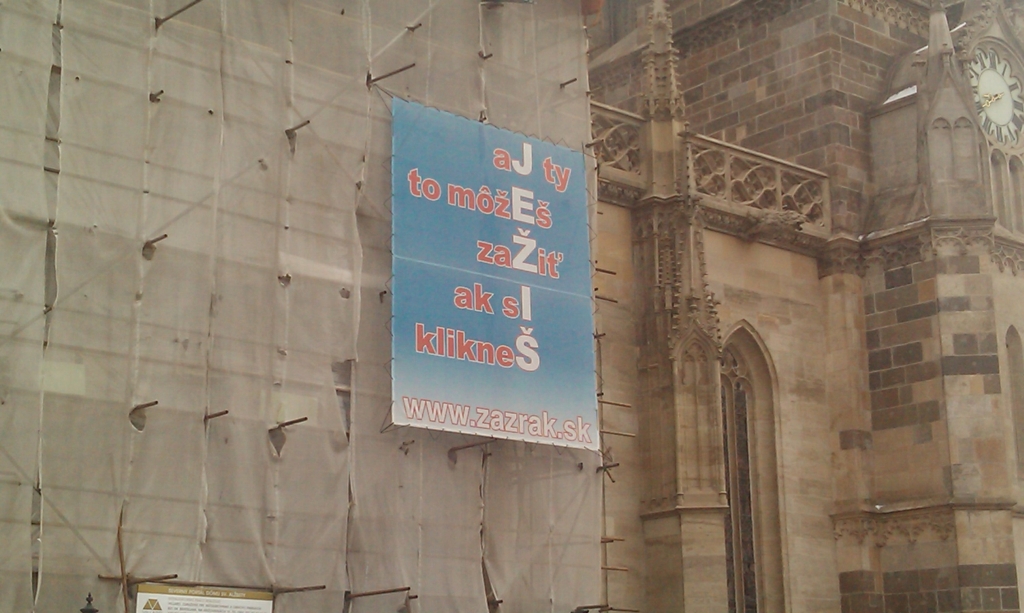 aJ ty
to môžEš
zaŽiť
ak sI
klikneŠ
www.zazrak.sk